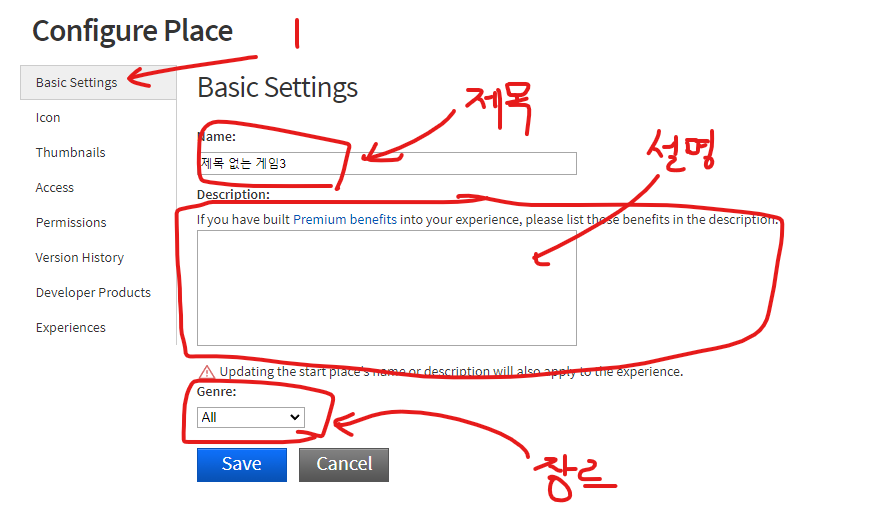 Configure Place
1
Basic Settings
Icon
Thumbnails
Access
Permissions
Version History
Developer Products
Experiences
Basic Settings
제목
Name:
제목 없는 게임3
설명
Description:
If you have built Premium benefits into your experience, please list those benefits in the description.
Updating the start place's name or description will also apply to the experience.
Genre:
All
장르
Save
Cancel